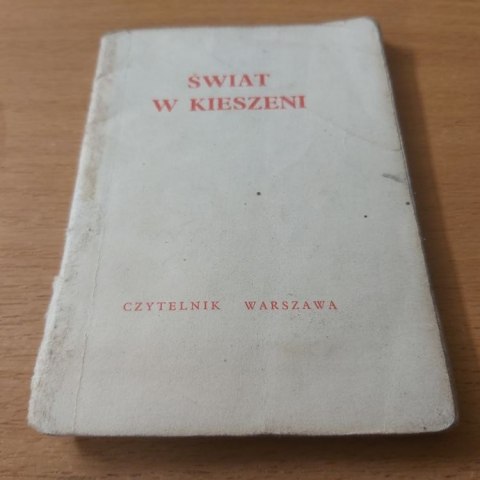 ŚWIAT
W KIESZENI
CZYTELNIK WARSZAWA